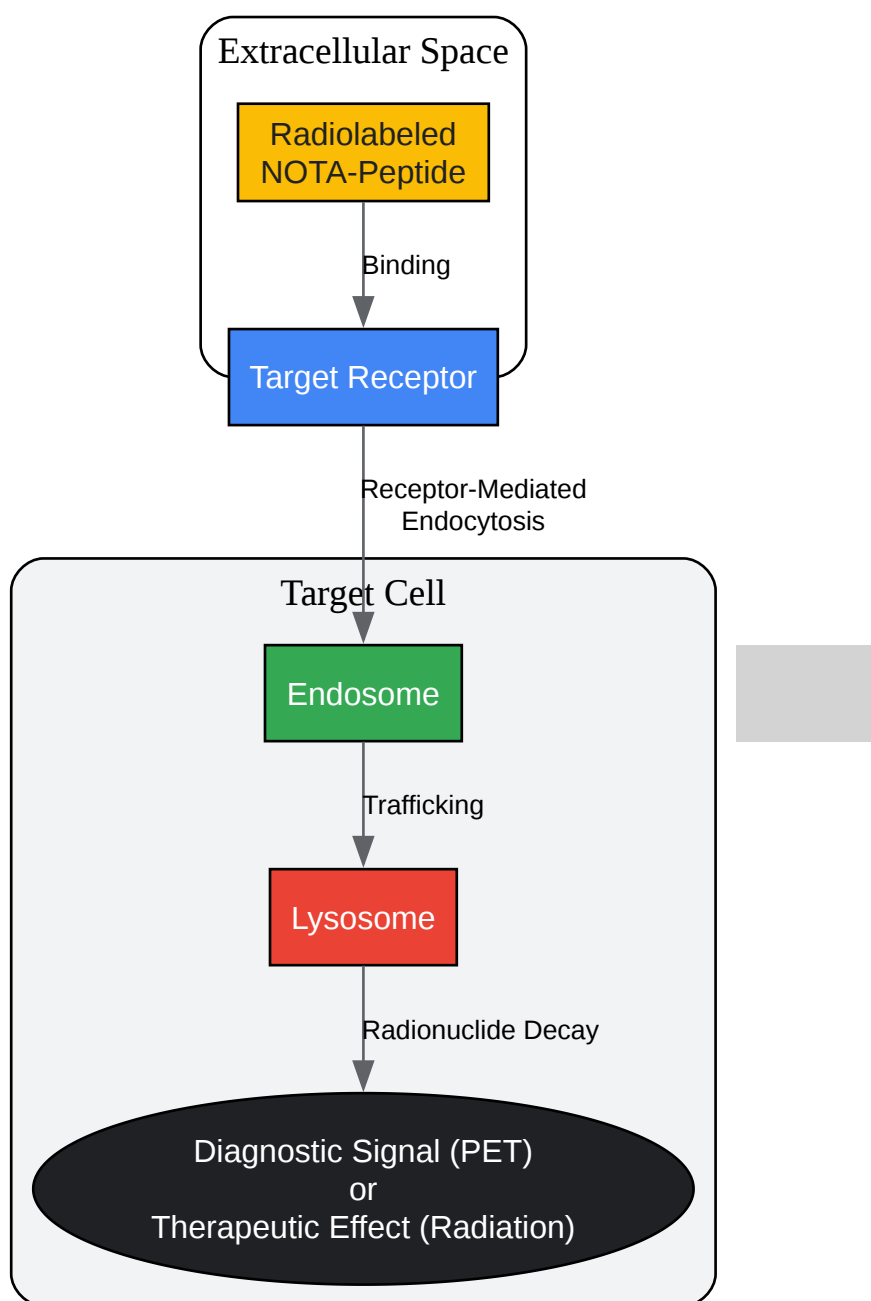 Extracellular Space
Radiolabeled
NOTA-Peptide
Binding
Target Receptor
Receptor-Mediated
Endocytosis
Target Cell
Endosome
Trafficking
Lysosome
Radionuclide Decay
Diagnostic Signal (PET)
or
Therapeutic Effect (Radiation)